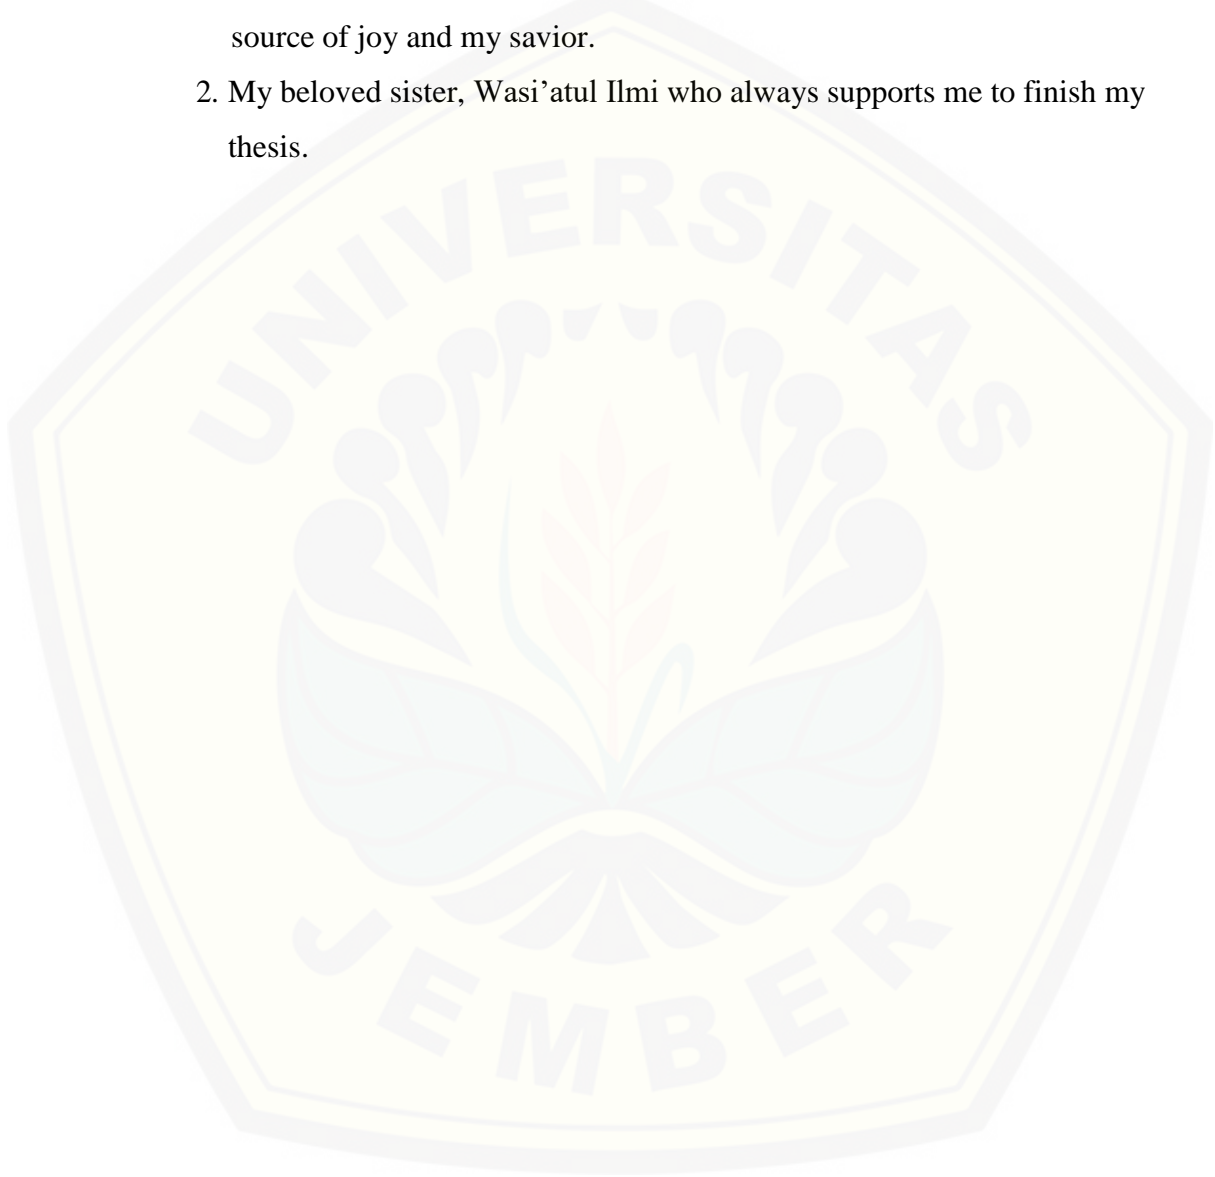 source of joy and my savior.
2. My beloved sister, Wasi’atul Ilmi who always supports me to finish my
thesis.
UNIVERSITAS
JEMBER